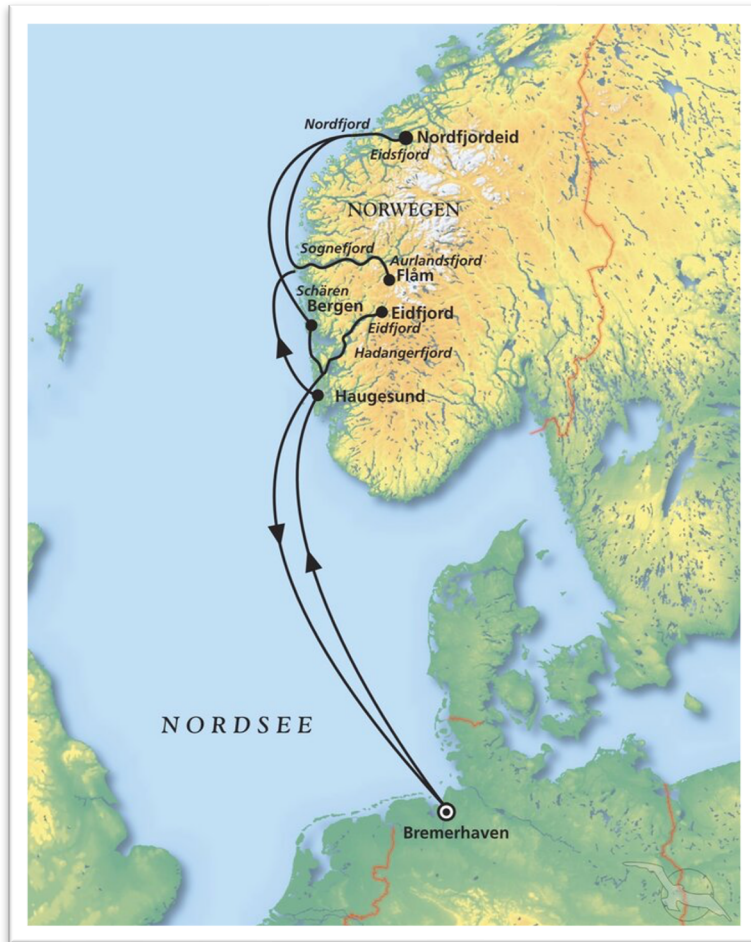 Nordfjord
Nordfjordeid
Eidsfjord
NORWEGEN
Sognefjord
Aurlandsfjord
Flåm
Schären
Bergen
Eidfjord
Eidfjord
Hadangerfjord
Haugesund
NORDSEE
Bremerhaven